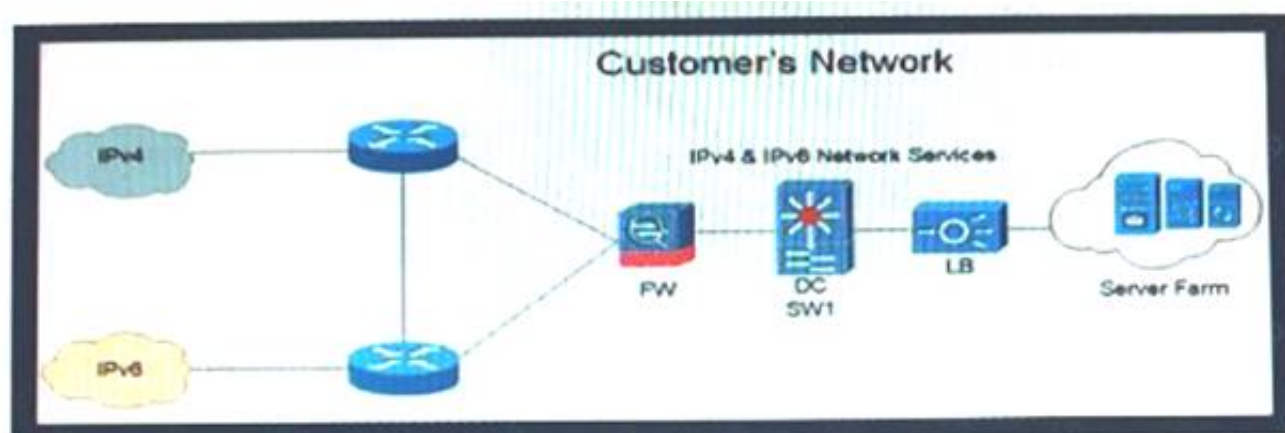 Customer's Network
IPv4
IPv4 & IPv6 Network Services
FW
DC
SW1
LB
Server Farm
IPv6